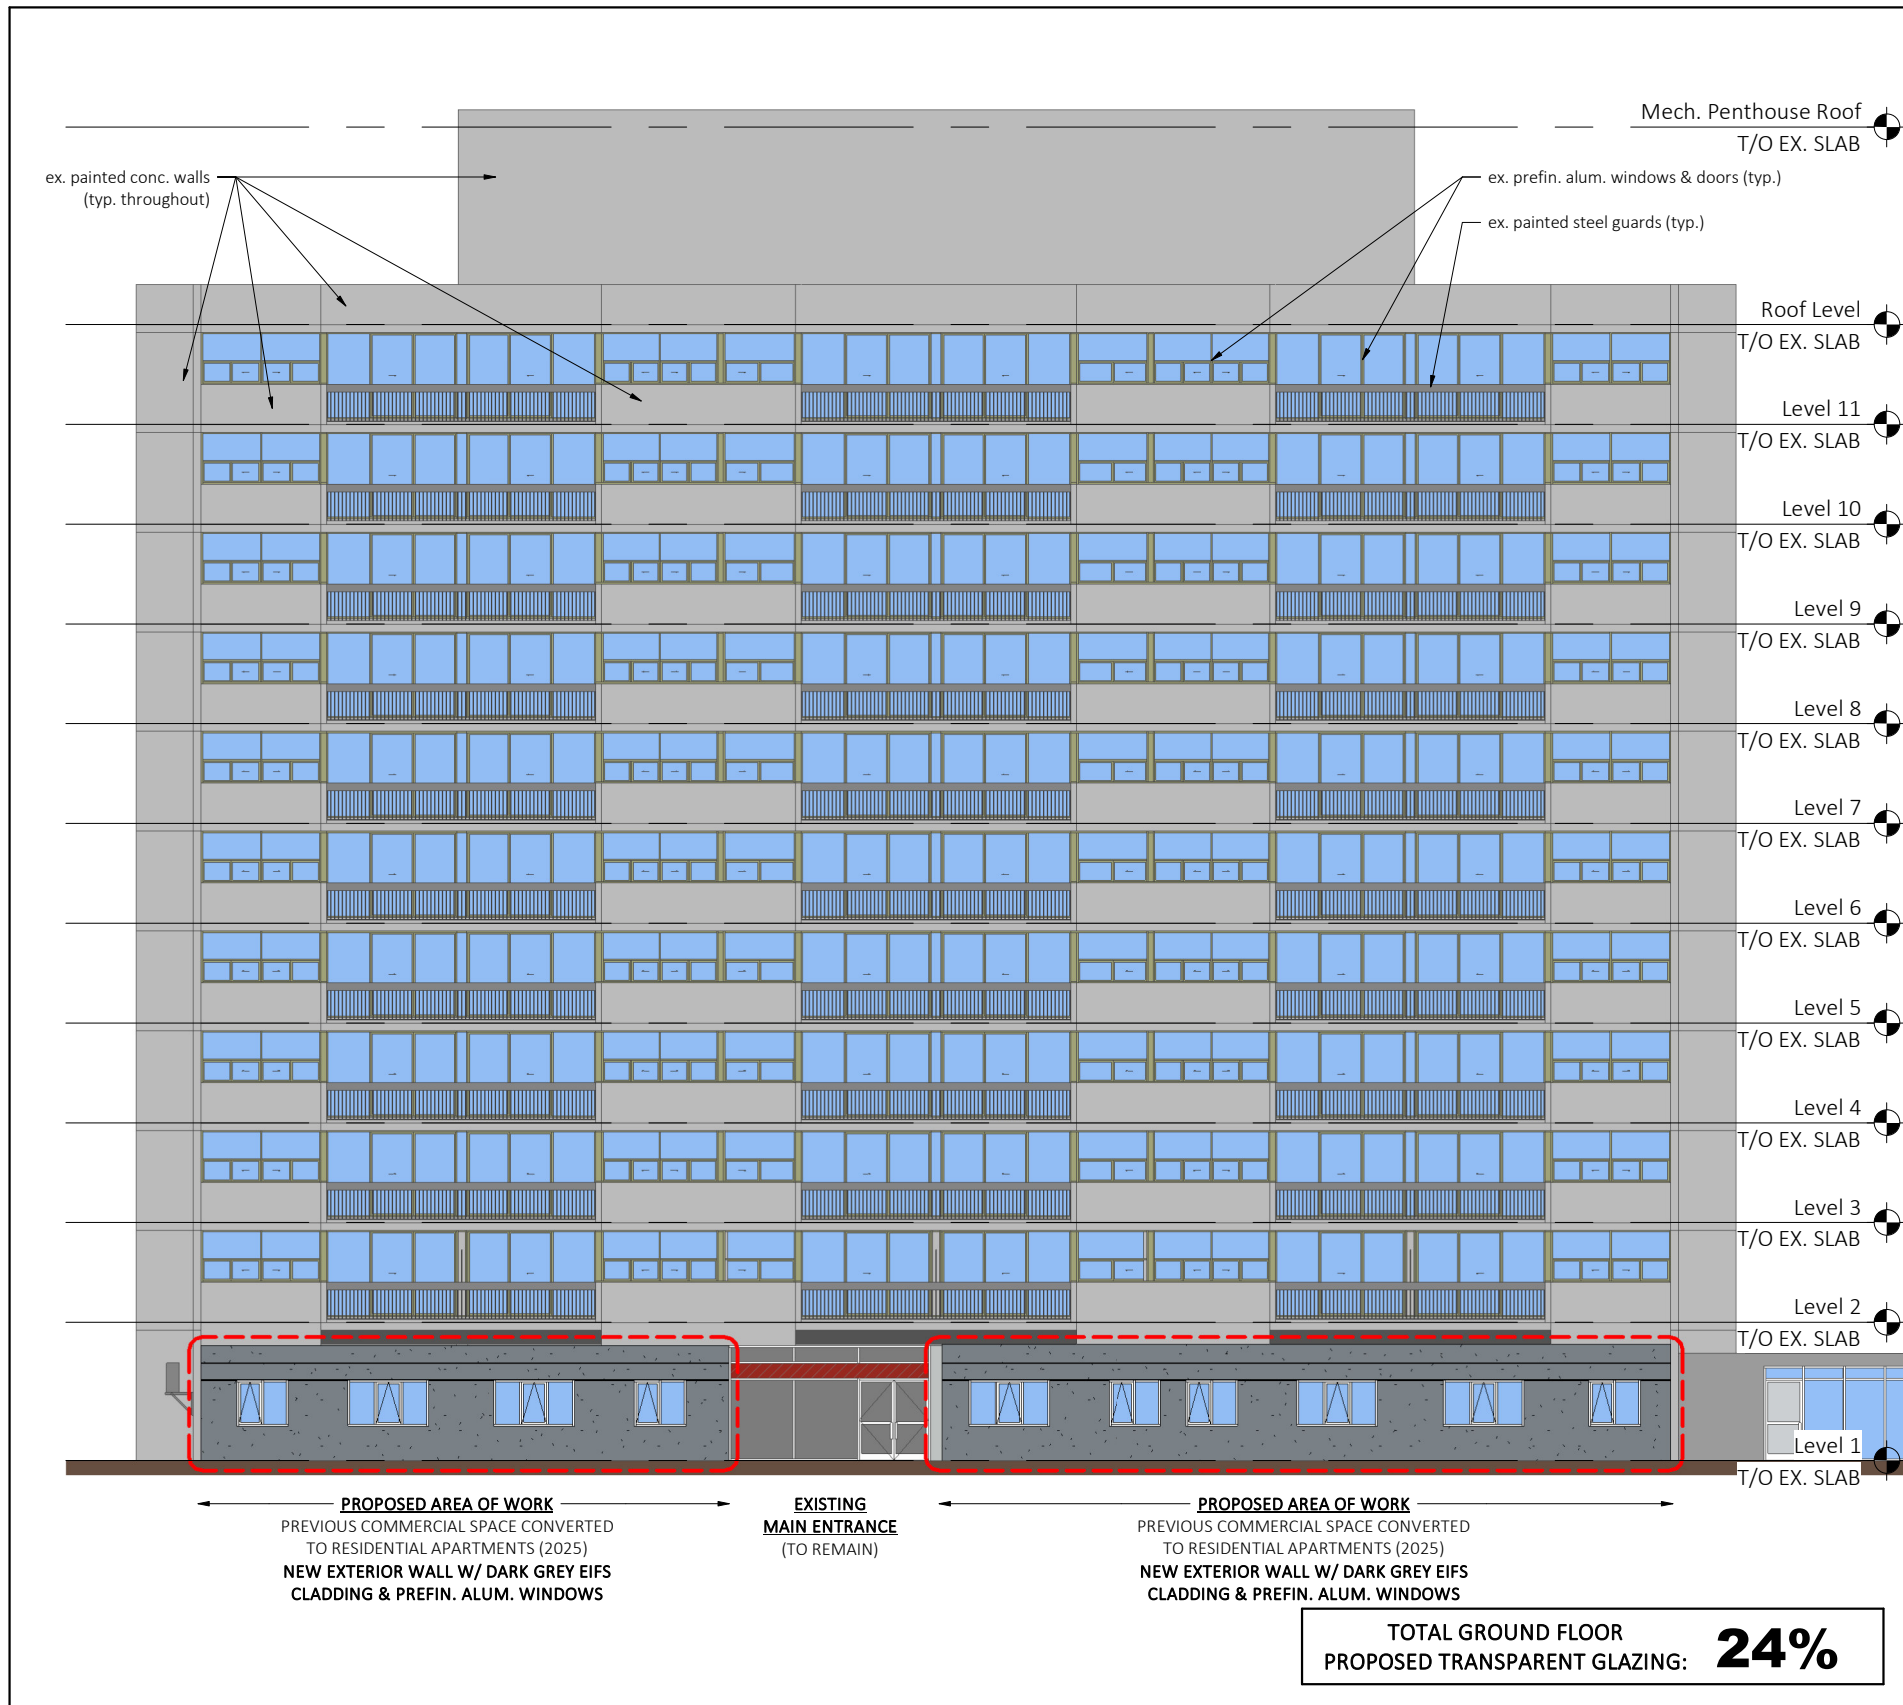 Mech. Penthouse Roof
T/O EX. SLAB
ex. painted conc. walls
(typ. throughout)
ex. prefin. alum. windows & doors (typ.)
ex. painted steel guards (typ.)
Roof Level
T/O EX. SLAB
Level 11
T/O EX. SLAB
Level 10
T/O EX. SLAB
Level 9
T/O EX. SLAB
Level 8
T/O EX. SLAB
Level 7
T/O EX. SLAB
Level 6
T/O EX. SLAB
Level 5
T/O EX. SLAB
Level 4
T/O EX. SLAB
Level 3
T/O EX. SLAB
Level 2
T/O EX. SLAB
Level 1
T/O EX. SLAB
PROPOSED AREA OF WORK
PREVIOUS COMMERCIAL SPACE CONVERTED
TO RESIDENTIAL APARTMENTS (2025)
NEW EXTERIOR WALL W/ DARK GREY EIFS
CLADDING & PREFIN. ALUM. WINDOWS
EXISTING
MAIN ENTRANCE
(TO REMAIN)
PROPOSED AREA OF WORK
PREVIOUS COMMERCIAL SPACE CONVERTED
TO RESIDENTIAL APARTMENTS (2025)
NEW EXTERIOR WALL W/ DARK GREY EIFS
CLADDING & PREFIN. ALUM. WINDOWS
TOTAL GROUND FLOOR
PROPOSED TRANSPARENT GLAZING:
24%